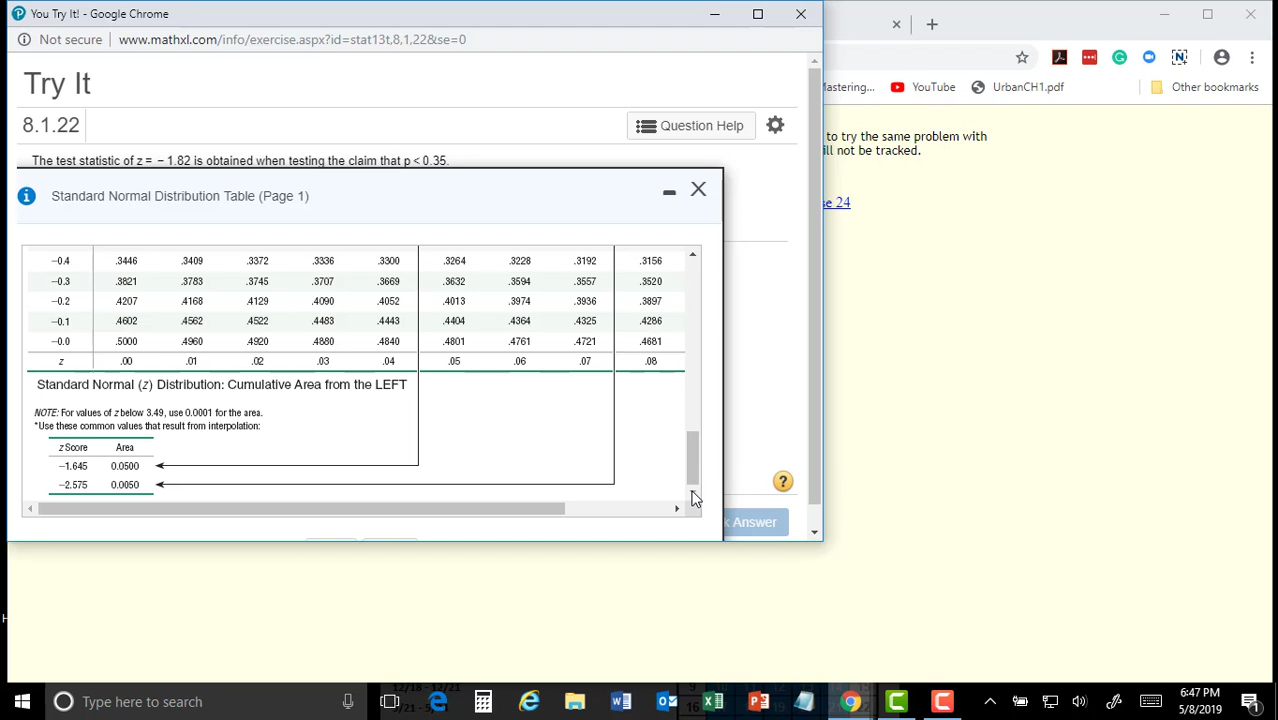 You Try It! - Google Chrome
Not secure www.mathxl.com/info/exercise.aspx?id=stat13t,8,1,22&se=0
Mastering... YouTube UrbanCH1.pdf Other bookmarks
Try It
8.1.22 Question Help
The test statistic of z = − 1.82 is obtained when testing the claim that p < 0.35.
to try the same problem with
ill not be tracked.
se 24
Standard Normal Distribution Table (Page 1)
−0.4 .3446 .3409 .3372 .3336 .3300 .3264 .3228 .3192 .3156
−0.3 .3821 .3783 .3745 .3707 .3669 .3632 .3594 .3557 .3520
−0.2 .4207 .4168 .4129 .4090 .4052 .4013 .3974 .3936 .3897
−0.1 .4602 .4562 .4522 .4483 .4443 .4404 .4364 .4325 .4286
−0.0 .5000 .4960 .4920 .4880 .4840 .4801 .4761 .4721 .4681
z .00 .01 .02 .03 .04 .05 .06 .07 .08
Standard Normal (z) Distribution: Cumulative Area from the LEFT
NOTE: For values of z below 3.49, use 0.0001 for the area.
*Use these common values that result from interpolation:
z Score Area
−1.645 0.0500
−2.575 0.0050
?
k Answer
H
12/18 - 12/21
Type here to search
6:47 PM
5/8/2019